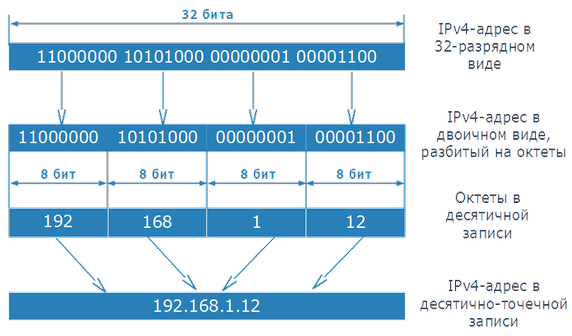 32 бита
11000000 10101000 00000001 00001100
IPv4-адрес в
32-разрядном
виде
11000000 10101000 00000001 00001100
IPv4-адрес в
двоичном виде,
разбитый на октеты
8 бит 8 бит 8 бит 8 бит
192 168 1 12
Октеты в
десятичной
записи
192.168.1.12
IPv4-адрес в
десятично-точечной
записи